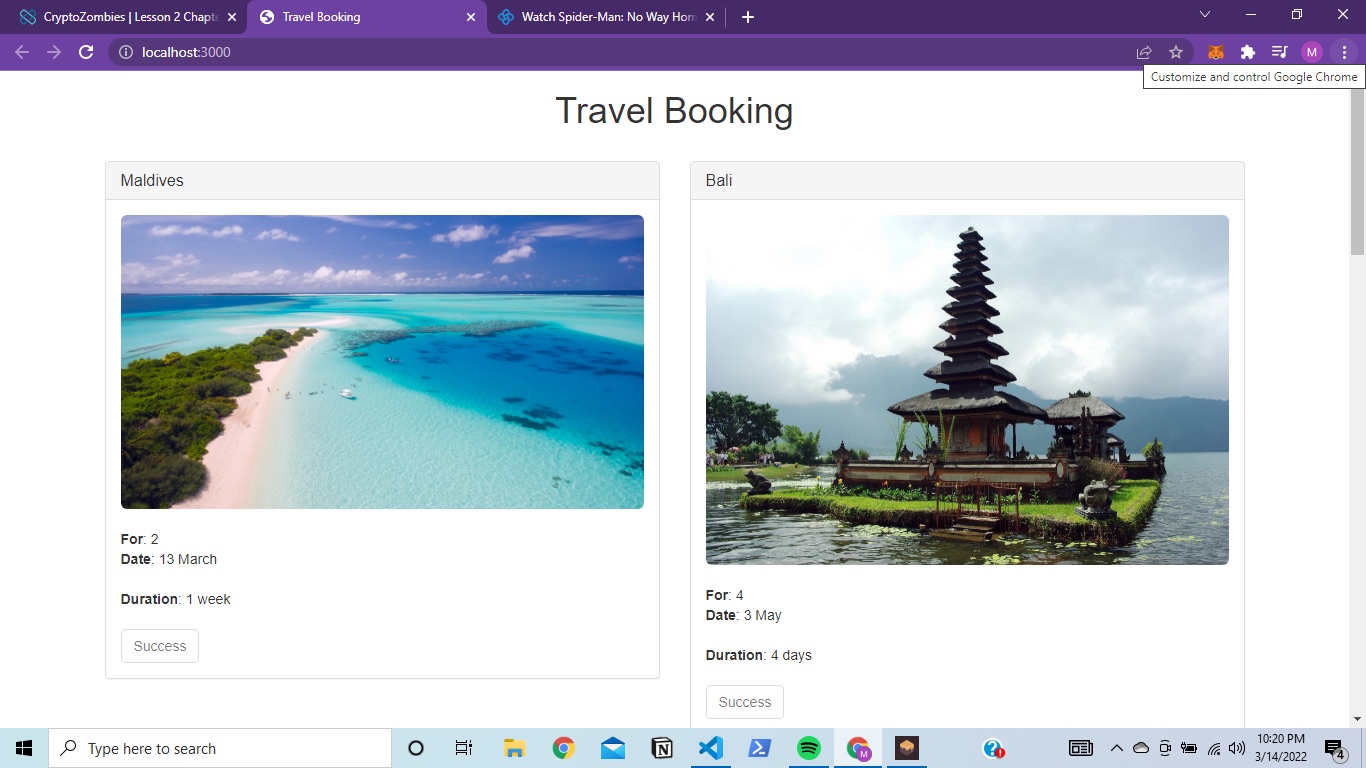 CryptoZombies | Lesson 2 Chapt
Travel Booking
Watch Spider-Man: No Way Hom
localhost:3000
M
Customize and control Google Chrome
Travel Booking
Maldives
For: 2
Date: 13 March
Duration: 1 week
Success
Bali
For: 4
Date: 3 May
Duration: 4 days
Success
Type here to search
M
10:20 PM
3/14/2022
4